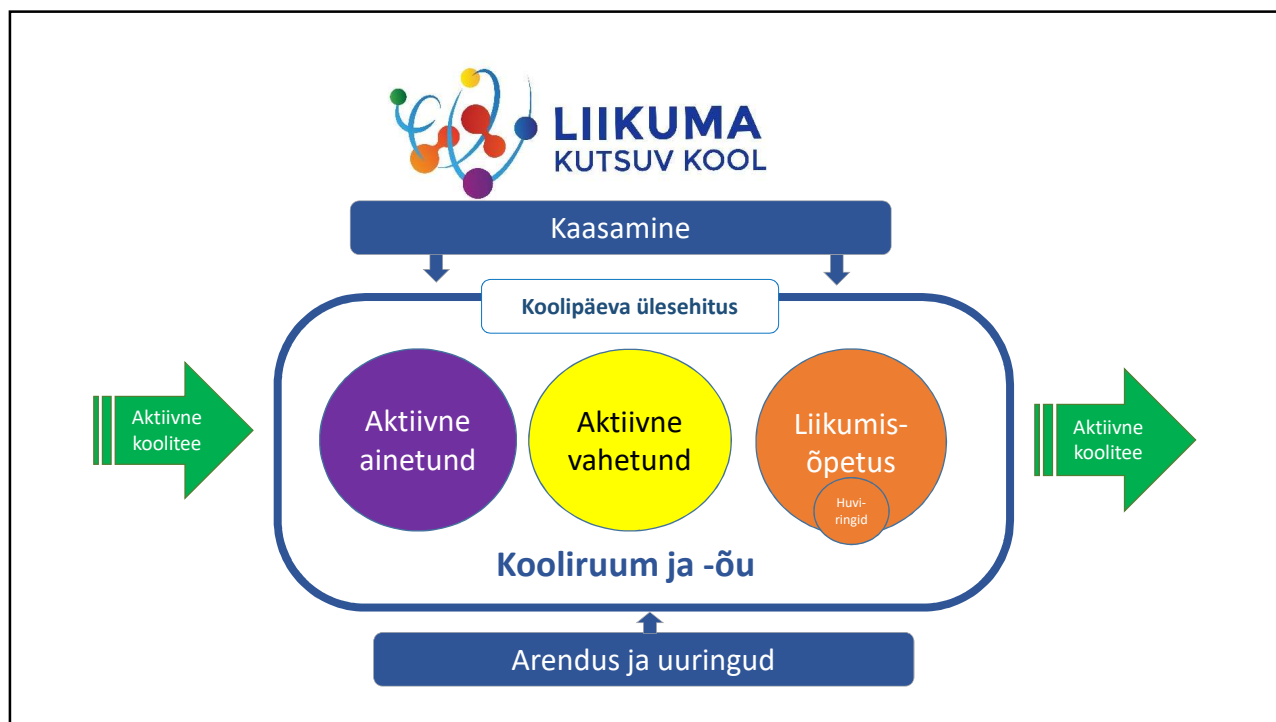 LIIKUMA
KUTSUV KOOL
Kaasamine
Koolipäeva ülesehitus
Aktiivne
koolitee
Aktiivne
ainetund
Aktiivne
vahetund
Liikumis-
õpetus
Huvi-
ringid
Aktiivne
koolitee
Kooliruum ja -õu
Arendus ja uuringud